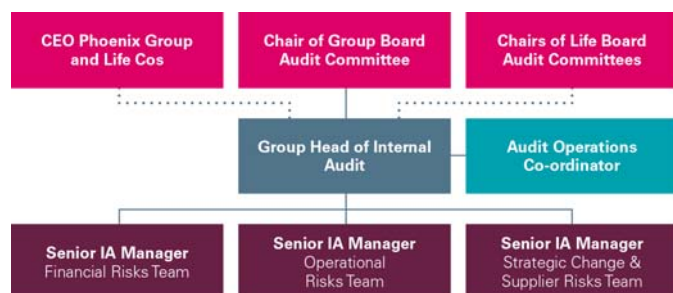 CEO Phoenix Group
and Life Cos
Chair of Group Board
Audit Committee
Chairs of Life Board
Audit Committees
Group Head of Internal
Audit
Audit Operations
Co-ordinator
Senior IA Manager
Financial Risks Team
Senior IA Manager
Operational
Risks Team
Senior IA Manager
Strategic Change &
Supplier Risks Team